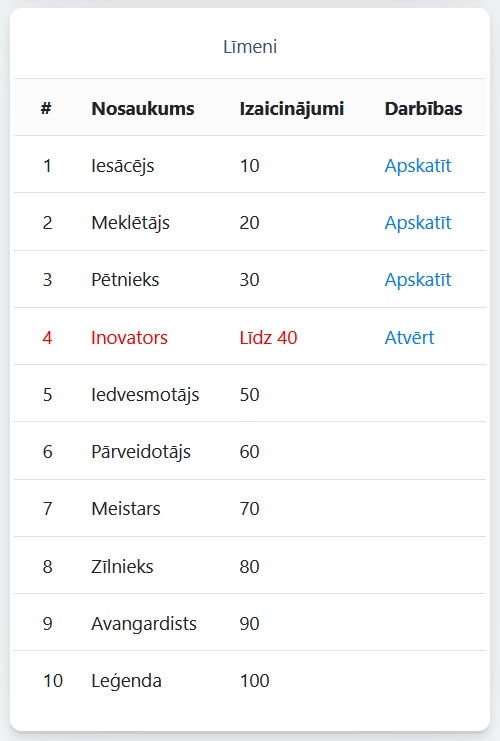 Līmeni
# Nosaukums Izaicinājumi Darbības
1 Iesācējs 10 Apskatīt
2 Meklētājs 20 Apskatīt
3 Pētnieks 30 Apskatīt
4 Inovators Līdz 40 Atvērt
5 Iedvesmotājs 50
6 Pārveidotājs 60
7 Meistars 70
8 Zīlnieks 80
9 Avangardists 90
10 Leģenda 100